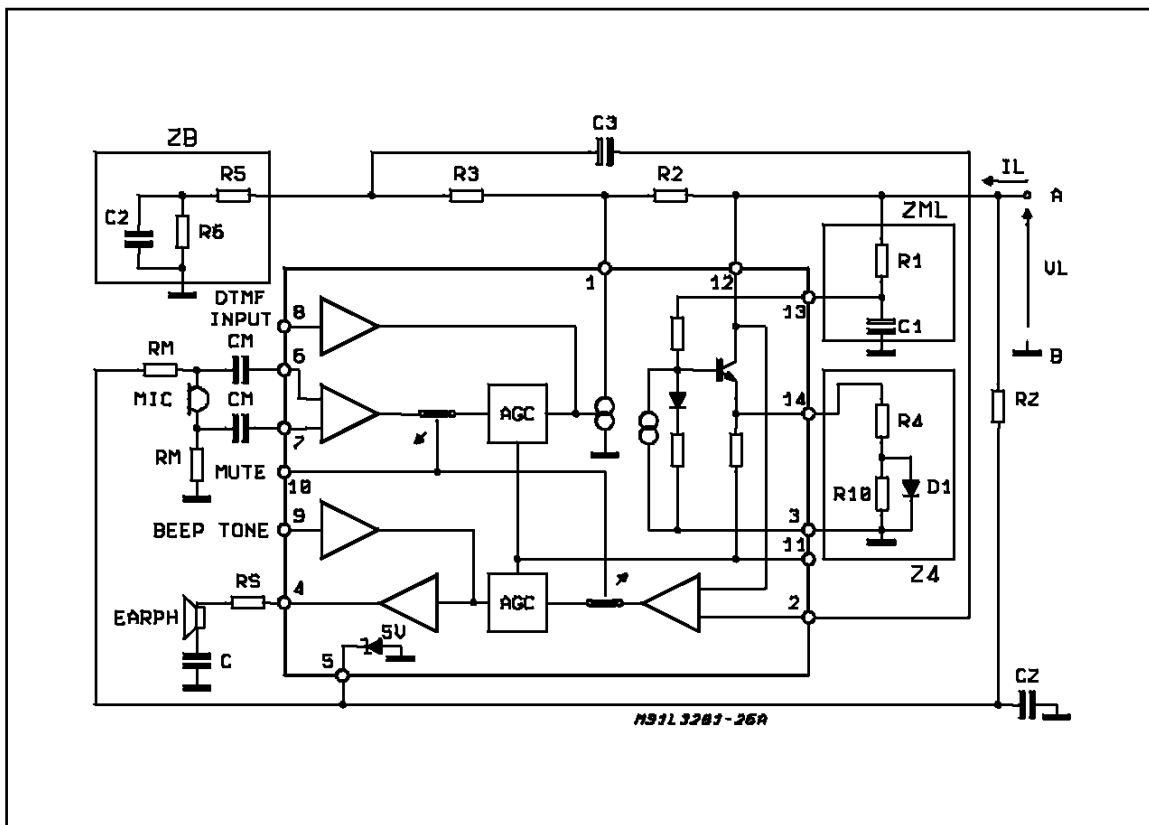 C3
ZB
IL
R5
R3
R2
A
ZML
C2
R6
R1
VL
1
12
DTMF
INPUT
8
13
C1
CM
6
B
RM
MIC
CM
AGC
14
RZ
R4
7
RM
MUTE
10
R10
D1
9
3
BEEP TONE
11
Z4
RS
4
AGC
2
EARPH
5V
C
5
CZ
M91L3281-26A